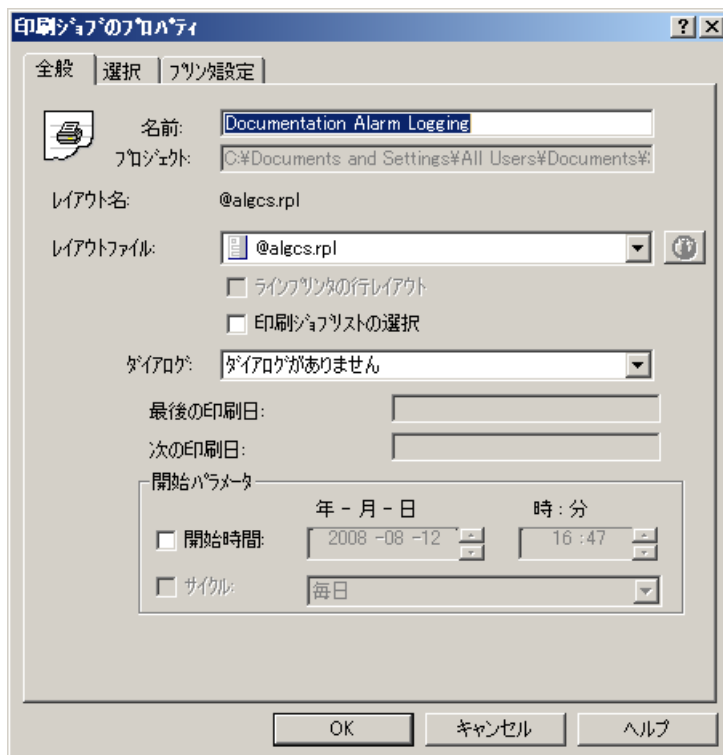 印刷ｼﾞｮﾌﾞのﾌﾟﾛﾊﾟﾃｨ
全般 選択 ﾌﾟﾘﾝﾀ設定
名前: Documentation Alarm Logging
ﾌﾟﾛｼﾞｪｸﾄ: C:¥Documents and Settings¥All Users¥Documents¥
ﾚｲｱｳﾄ名: @algcs.rpl
ﾚｲｱｳﾄﾌｧｲﾙ: @algcs.rpl
ﾗｲﾝﾌﾟﾘﾝﾀの行ﾚｲｱｳﾄ
印刷ｼﾞｮﾌﾞﾘｽﾄの選択
ﾀﾞｲｱﾛｸﾞ: ﾀﾞｲｱﾛｸﾞがありません
最後の印刷日:
次の印刷日:
開始ﾊﾟﾗﾒｰﾀ
年 - 月 - 日 時 : 分
開始時間: 2008 -08 -12 16 :47
ｻｲｸﾙ: 毎日
OK ｷｬﾝｾﾙ ﾍﾙﾌﾟ